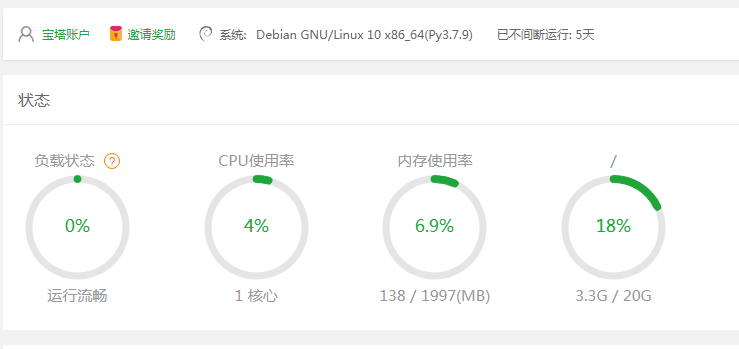 宝塔账户 邀请奖励 系统: Debian GNU/Linux 10 x86_64(Py3.7.9) 已不间断运行: 5天
状态
负载状态 ? CPU使用率 内存使用率 /
0% 4% 6.9% 18%
运行流畅 1 核心 138 / 1997(MB) 3.3G / 20G